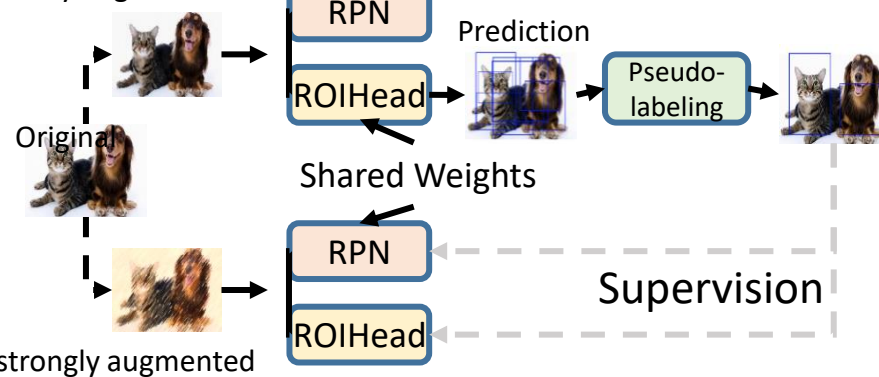 RPN
Prediction
ROIHead
Pseudo-
labeling
Original
Shared Weights
RPN
Supervision
ROIHead
strongly augmented